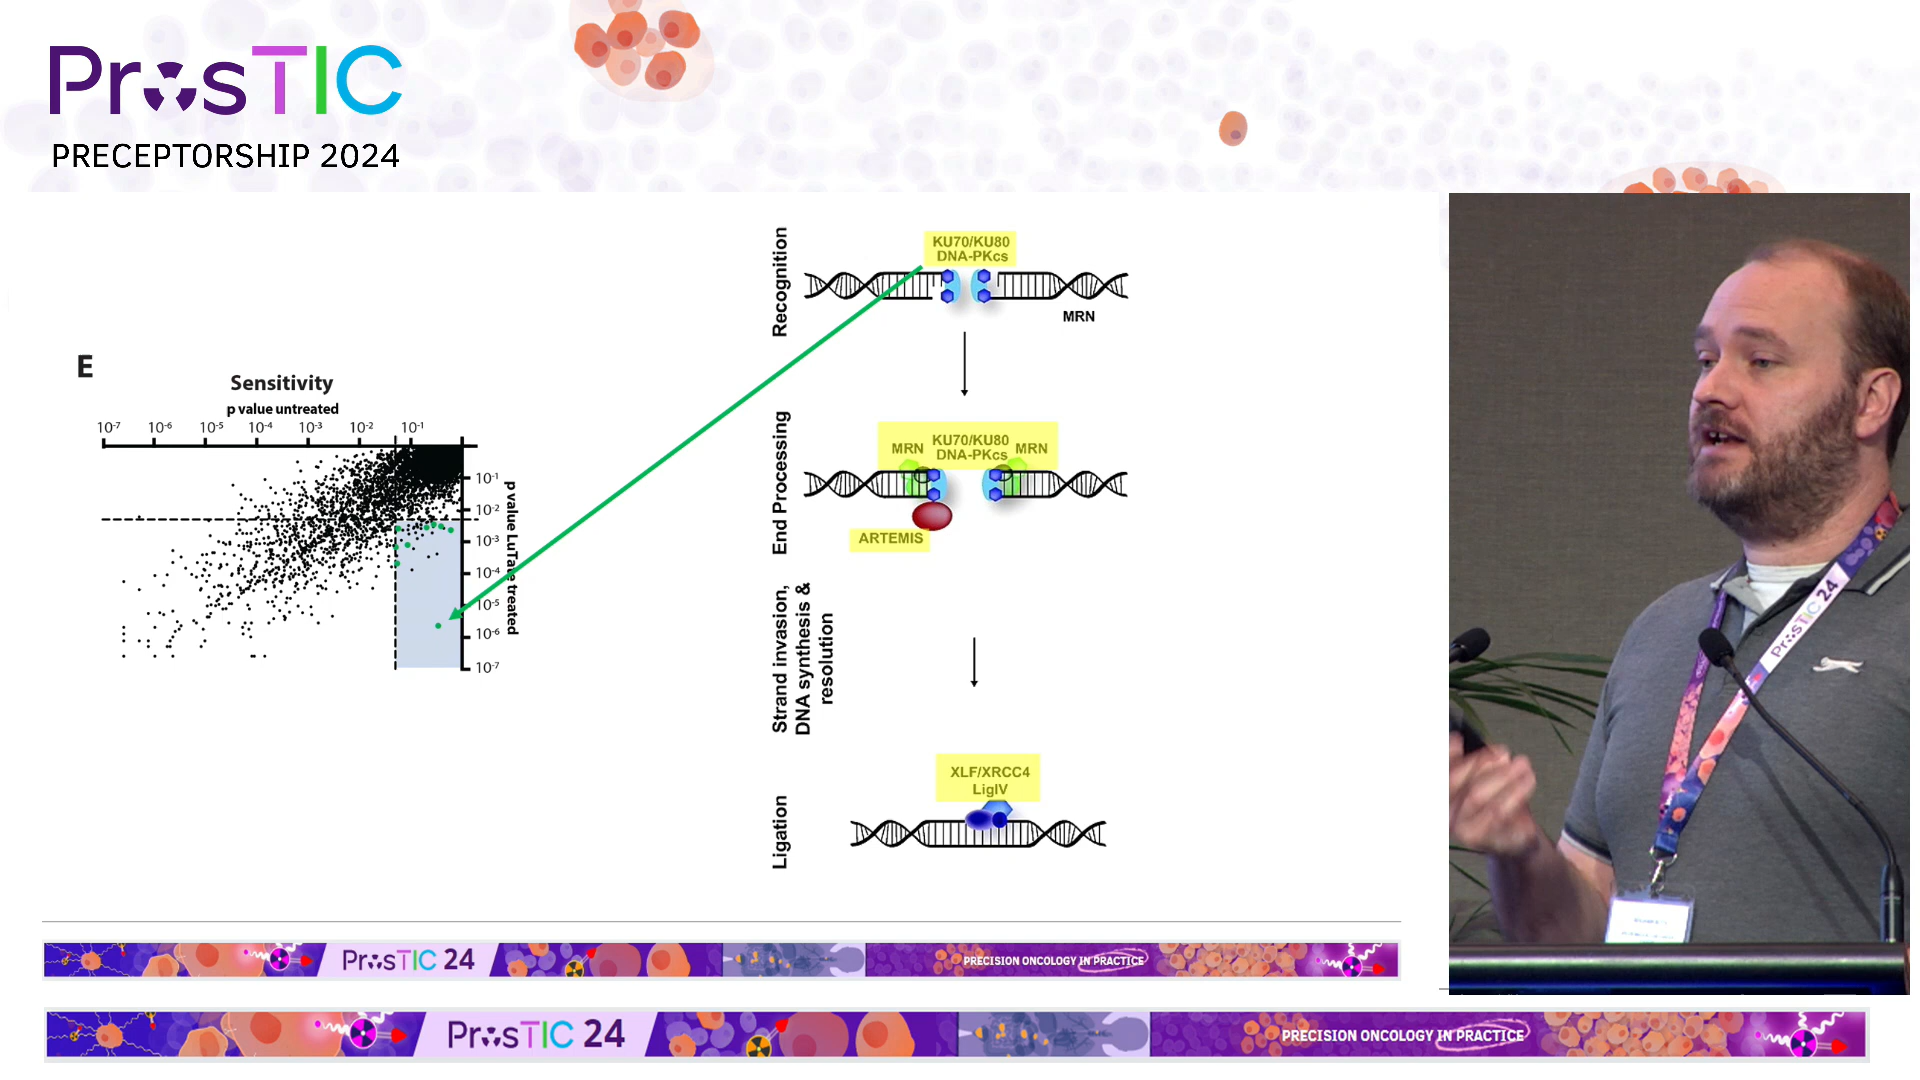 ProsTIC
PRECEPTORSHIP 2024
E
Sensitivity
p value untreated
10-7 10-6 10-5 10-4 10-3 10-2 10-1
10-1
10-2
10-3
10-4
10-5
10-6
10-7
p value LuTate treated
Recognition
KU70/KU80
DNA-PKcs
MRN
End Processing
MRN KU70/KU80 MRN
DNA-PKcs
ARTEMIS
Strand invasion,
DNA synthesis &
resolution
Ligation
XLF/XRCC4
LigIV
ProsTIC 24
PRECISION ONCOLOGY IN PRACTICE
ProsTIC 24
PRECISION ONCOLOGY IN PRACTICE
ProsTIC 24